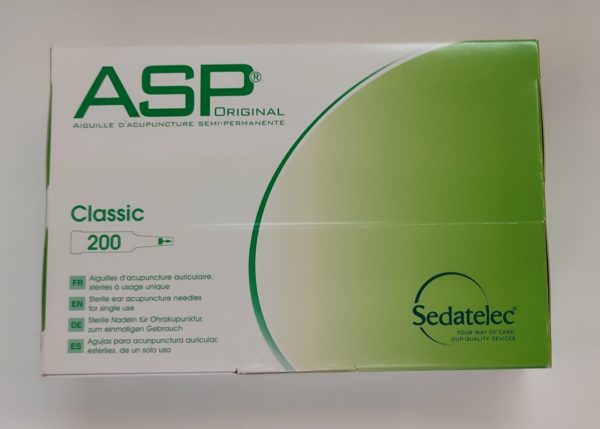 ASP®
ORIGINAL
AIGUILLE D'ACUPUNCTURE SEMI-PERMANENTE
Classic
200
FR Aiguilles d'acupuncture auriculaire,
stériles à usage unique
EN Sterile ear acupuncture needles
for single use
DE Sterile Nadeln für Ohrakupunktur,
zum einmaligen Gebrauch
ES Agujas para acunpuntura auricular,
esteriles, de un solo uso
Sedatelec®
YOUR WAY OF CARE,
OUR QUALITY DEVICES